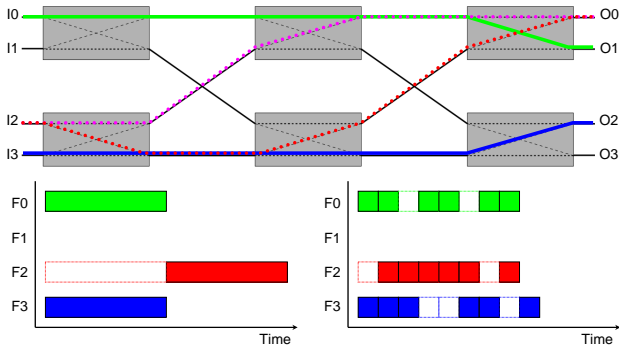 I0 O0
I1 O1
I2 O2
I3 O3
F0 F0
F1 F1
F2 F2
F3 F3
Time Time